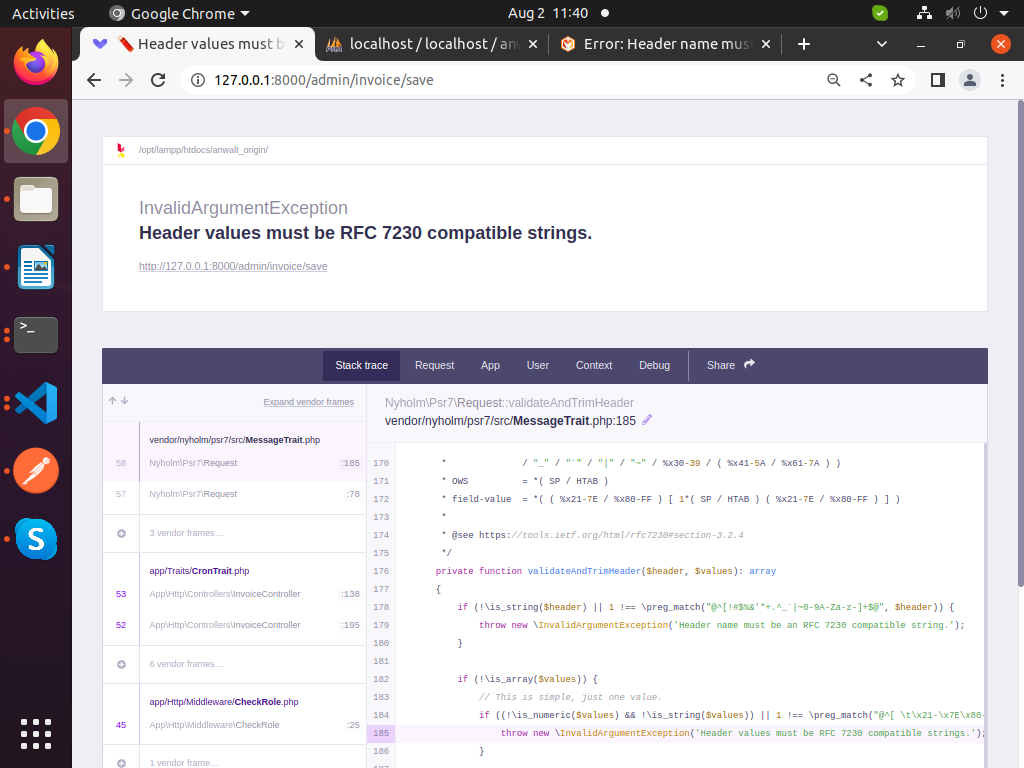 Activities
Google Chrome
Aug 2 11:40
Header values must b
localhost / localhost / an
Error: Header name mus
127.0.0.1:8000/admin/invoice/save
/opt/lampp/htdocs/anwalt_origin/
InvalidArgumentException
Header values must be RFC 7230 compatible strings.
http://127.0.0.1:8000/admin/invoice/save
Stack trace
Request
App
User
Context
Debug
Share
Expand vendor frames
vendor/nyholm/psr7/src/MessageTrait.php
58 Nyholm\Psr7\Request :185
57 Nyholm\Psr7\Request :78
3 vendor frames…
app/Traits/CronTrait.php
53 App\Http\Controllers\InvoiceController :138
52 App\Http\Controllers\InvoiceController :195
6 vendor frames…
app/Http/Middleware/CheckRole.php
45 App\Http\Middleware\CheckRole :25
1 vendor frame…
Nyholm\Psr7\Request::validateAndTrimHeader
vendor/nyholm/psr7/src/MessageTrait.php:185
170 * / "_" / "`" / "|" / "~" / %x30-39 / ( %x41-5A / %x61-7A ) )
171 * OWS = *( SP / HTAB )
172 * field-value = *( ( %x21-7E / %x80-FF ) [ 1*( SP / HTAB ) ( %x21-7E / %x80-FF ) ] )
173 *
174 * @see https://tools.ietf.org/html/rfc7230#section-3.2.4
175 */
176 private function validateAndTrimHeader($header, $values): array
177 {
178 if (!\is_string($header) || 1 !== \preg_match("@^[!#$%&'*+.^_`|~0-9A-Za-z-]+$@", $header)) {
179 throw new \InvalidArgumentException('Header name must be an RFC 7230 compatible string.');
180 }
181
182 if (!\is_array($values)) {
183 // This is simple, just one value.
184 if ((!\is_numeric($values) && !\is_string($values)) || 1 !== \preg_match("@^[ \t\x21-\x7E\x80-
185 throw new \InvalidArgumentException('Header values must be RFC 7230 compatible strings.');
186 }